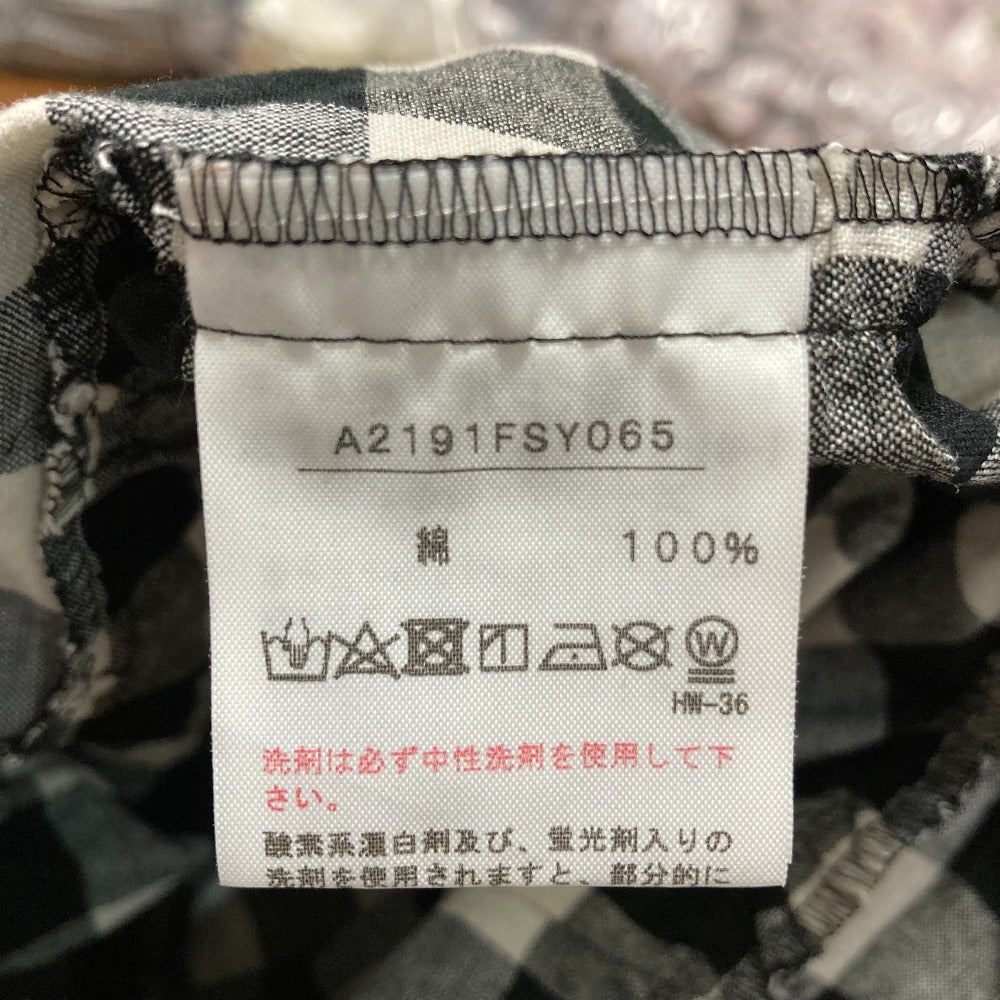 A2191FSY065
綿 100%
W
HW-36
洗剤は必ず中性洗剤を使用して下
さい。
酸素系漂白剤及び、蛍光剤入りの
洗剤を使用されますと、部分的に